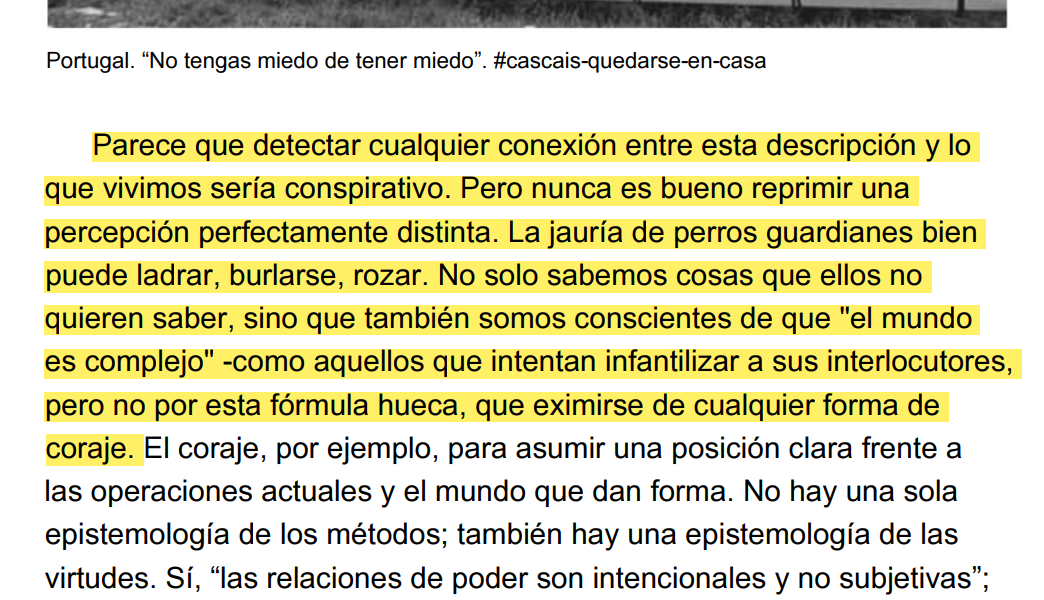 Portugal. “No tengas miedo de tener miedo”. #cascais-quedarse-en-casa
Parece que detectar cualquier conexión entre esta descripción y lo
que vivimos sería conspirativo. Pero nunca es bueno reprimir una
percepción perfectamente distinta. La jauría de perros guardianes bien
puede ladrar, burlarse, rozar. No solo sabemos cosas que ellos no
quieren saber, sino que también somos conscientes de que "el mundo
es complejo" -como aquellos que intentan infantilizar a sus interlocutores,
pero no por esta fórmula hueca, que eximirse de cualquier forma de
coraje. El coraje, por ejemplo, para asumir una posición clara frente a
las operaciones actuales y el mundo que dan forma. No hay una sola
epistemología de los métodos; también hay una epistemología de las
virtudes. Sí, “las relaciones de poder son intencionales y no subjetivas”;